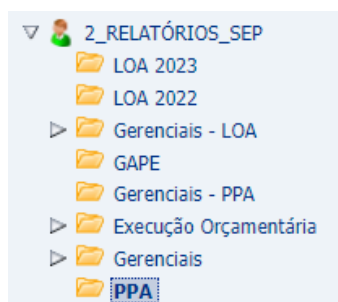 2_RELATÓRIOS_SEP
LOA 2023
LOA 2022
Gerenciais - LOA
GAPE
Gerenciais - PPA
Execução Orçamentária
Gerenciais
PPA